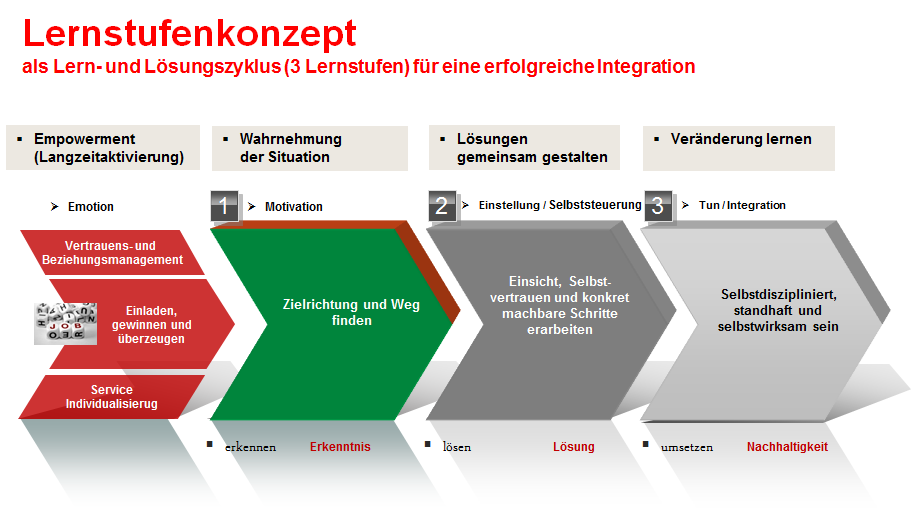 Lernstufenkonzept
als Lern- und Lösungszyklus (3 Lernstufen) für eine erfolgreiche Integration
▪ Empowerment
(Langzeitaktivierung)
▪ Wahrnehmung
der Situation
▪ Lösungen
gemeinsam gestalten
▪ Veränderung lernen
➢ Emotion
1
➢ Motivation
2
➢ Einstellung / Selbststeuerung
3
➢ Tun / Integration
Vertrauens- und
Beziehungsmanagement
Einladen,
gewinnen und
überzeugen
JOB
Service
Individualisierug
Zielrichtung und Weg
finden
Einsicht, Selbst-
vertrauen und konkret
machbare Schritte
erarbeiten
Selbstdiszipliniert,
standhaft und
selbstwirksam sein
▪ erkennen Erkenntnis
▪ lösen Lösung
▪ umsetzen Nachhaltigkeit